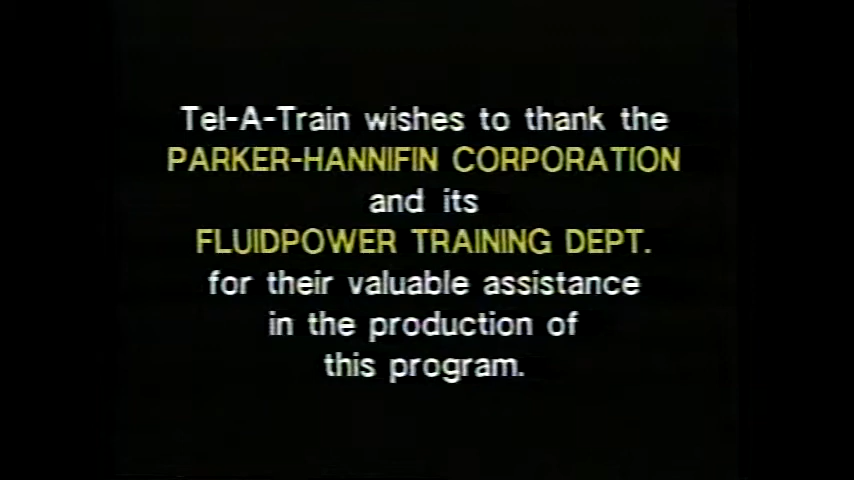 Tel-A-Train wishes to thank the
PARKER-HANNIFIN CORPORATION
and its
FLUIDPOWER TRAINING DEPT.
for their valuable assistance
in the production of
this program.